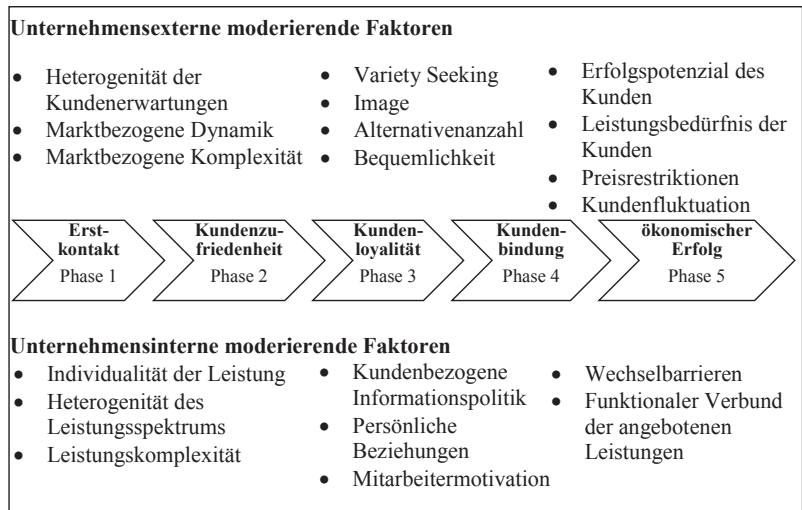 Unternehmensexterne moderierende Faktoren
• Heterogenität der
Kundenerwartungen
• Marktbezogene Dynamik
• Marktbezogene Komplexität
• Variety Seeking
• Image
• Alternativenanzahl
• Bequemlichkeit
• Erfolgspotenzial des
Kunden
• Leistungsbedürfnis der
Kunden
• Preisrestriktionen
• Kundenfluktuation
Erst-
kontakt
Phase 1
Kundenzu-
friedenheit
Phase 2
Kunden-
loyalität
Phase 3
Kunden-
bindung
Phase 4
ökonomischer
Erfolg
Phase 5
Unternehmensinterne moderierende Faktoren
• Individualität der Leistung
• Heterogenität des
Leistungsspektrums
• Leistungskomplexität
• Kundenbezogene
Informationspolitik
• Persönliche
Beziehungen
• Mitarbeitermotivation
• Wechselbarrieren
• Funktionaler Verbund
der angebotenen
Leistungen